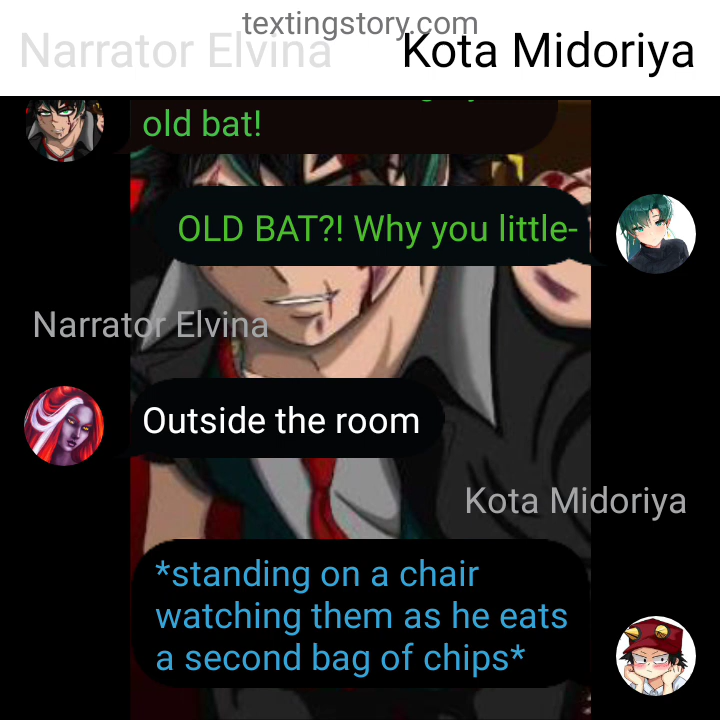 textingstory.com
Narrator Elvina
Kota Midoriya
old bat!
OLD BAT?! Why you little-
Narrator Elvina
Outside the room
Kota Midoriya
*standing on a chair
watching them as he eats
a second bag of chips*